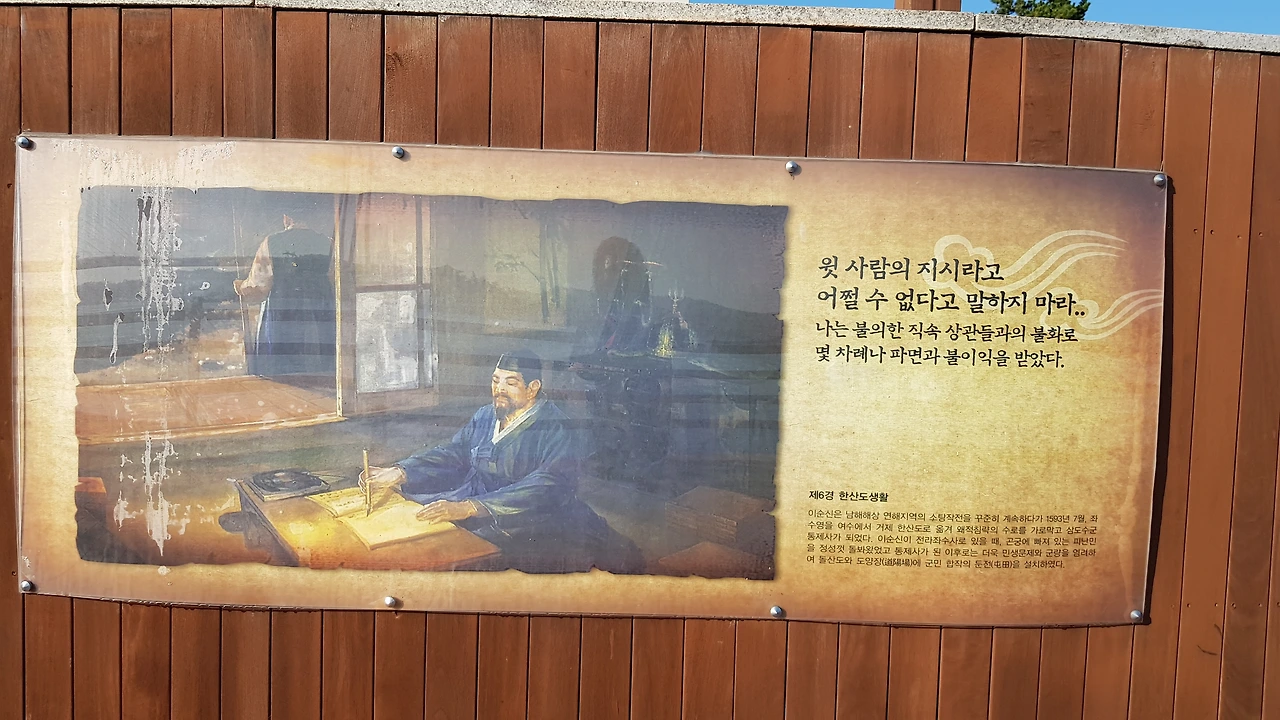 윗 사람의 지시라고
어쩔 수 없다고 말하지 마라..
나는 불의한 직속 상관들과의 불화로
몇 차례나 파면과 불이익을 받았다.
제6경 한산도생활
이순신은 남해해상 연해지역의 소탕작전을 꾸준히 계속하다가 1593년 7월, 좌
수영을 여수에서 거제 한산도로 옮겨 왜적침략의 수로를 가로막고 삼도수군
통제사가 되었다. 이순신이 전라좌수사로 있을 때, 곤궁에 빠져 있는 피난민
을 정성껏 돌봐왔었고 통제사가 된 이후로는 더욱 민생문제와 군량을 염려하
여 돌산도와 도양장(道陽場)에 군민 합작의 둔전(屯田)을 설치하였다.